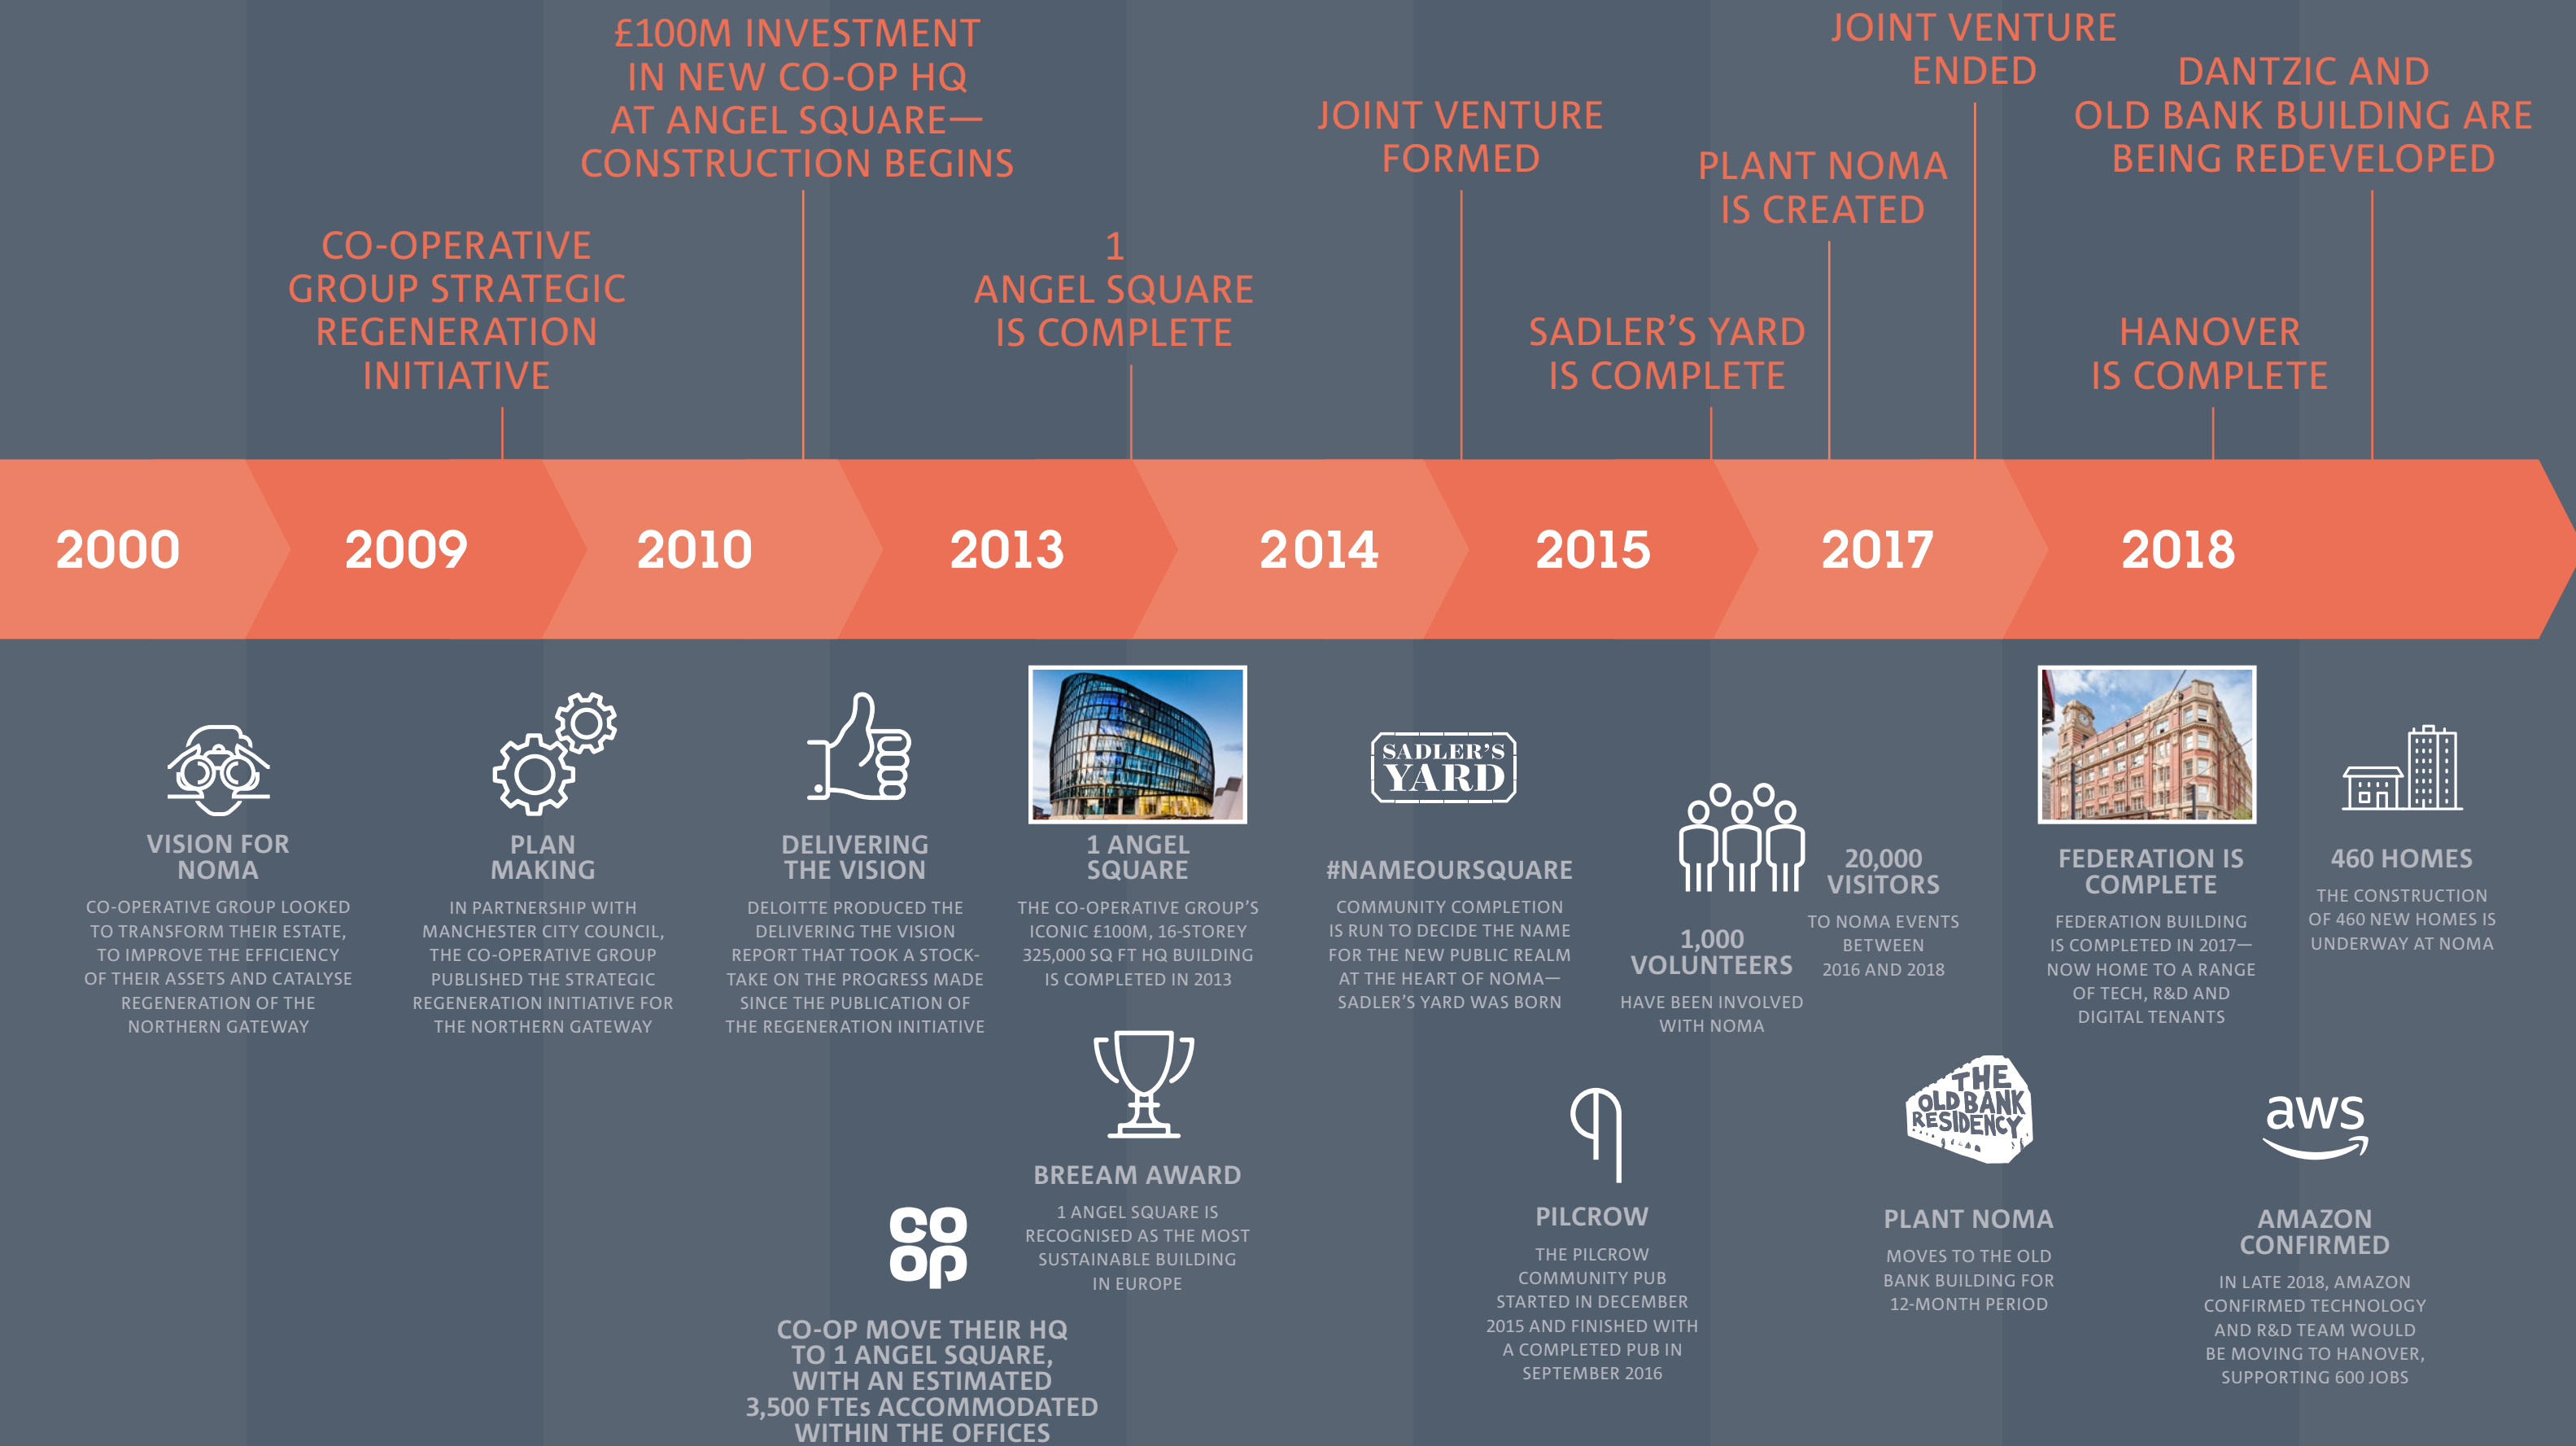 £100M INVESTMENT
IN NEW CO-OP HQ
AT ANGEL SQUARE—
CONSTRUCTION BEGINS
JOINT VENTURE
ENDED
DANTZIC AND
OLD BANK BUILDING ARE
BEING REDEVELOPED
JOINT VENTURE
FORMED
PLANT NOMA
IS CREATED
CO-OPERATIVE
GROUP STRATEGIC
REGENERATION
INITIATIVE
1
ANGEL SQUARE
IS COMPLETE
SADLER’S YARD
IS COMPLETE
HANOVER
IS COMPLETE
2000
2009
2010
2013
2014
2015
2017
2018
VISION FOR
NOMA
CO-OPERATIVE GROUP LOOKED
TO TRANSFORM THEIR ESTATE,
TO IMPROVE THE EFFICIENCY
OF THEIR ASSETS AND CATALYSE
REGENERATION OF THE
NORTHERN GATEWAY
PLAN
MAKING
IN PARTNERSHIP WITH
MANCHESTER CITY COUNCIL,
THE CO-OPERATIVE GROUP
PUBLISHED THE STRATEGIC
REGENERATION INITIATIVE FOR
THE NORTHERN GATEWAY
DELIVERING
THE VISION
DELOITTE PRODUCED THE
DELIVERING THE VISION
REPORT THAT TOOK A STOCK-
TAKE ON THE PROGRESS MADE
SINCE THE PUBLICATION OF
THE REGENERATION INITIATIVE
1 ANGEL
SQUARE
THE CO-OPERATIVE GROUP’S
ICONIC £100M, 16-STOREY
325,000 SQ FT HQ BUILDING
IS COMPLETED IN 2013
SADLER’S
YARD
#NAMEOURSQUARE
COMMUNITY COMPLETION
IS RUN TO DECIDE THE NAME
FOR THE NEW PUBLIC REALM
AT THE HEART OF NOMA—
SADLER’S YARD WAS BORN
1,000
VOLUNTEERS
HAVE BEEN INVOLVED
WITH NOMA
20,000
VISITORS
TO NOMA EVENTS
BETWEEN
2016 AND 2018
FEDERATION IS
COMPLETE
FEDERATION BUILDING
IS COMPLETED IN 2017—
NOW HOME TO A RANGE
OF TECH, R&D AND
DIGITAL TENANTS
460 HOMES
THE CONSTRUCTION
OF 460 NEW HOMES IS
UNDERWAY AT NOMA
co
op
CO-OP MOVE THEIR HQ
TO 1 ANGEL SQUARE,
WITH AN ESTIMATED
3,500 FTEs ACCOMMODATED
WITHIN THE OFFICES
BREEAM AWARD
1 ANGEL SQUARE IS
RECOGNISED AS THE MOST
SUSTAINABLE BUILDING
IN EUROPE
PILCROW
THE PILCROW
COMMUNITY PUB
STARTED IN DECEMBER
2015 AND FINISHED WITH
A COMPLETED PUB IN
SEPTEMBER 2016
THE
OLD BANK
RESIDENCY
PLANT NOMA
MOVES TO THE OLD
BANK BUILDING FOR
12-MONTH PERIOD
aws
AMAZON
CONFIRMED
IN LATE 2018, AMAZON
CONFIRMED TECHNOLOGY
AND R&D TEAM WOULD
BE MOVING TO HANOVER,
SUPPORTING 600 JOBS